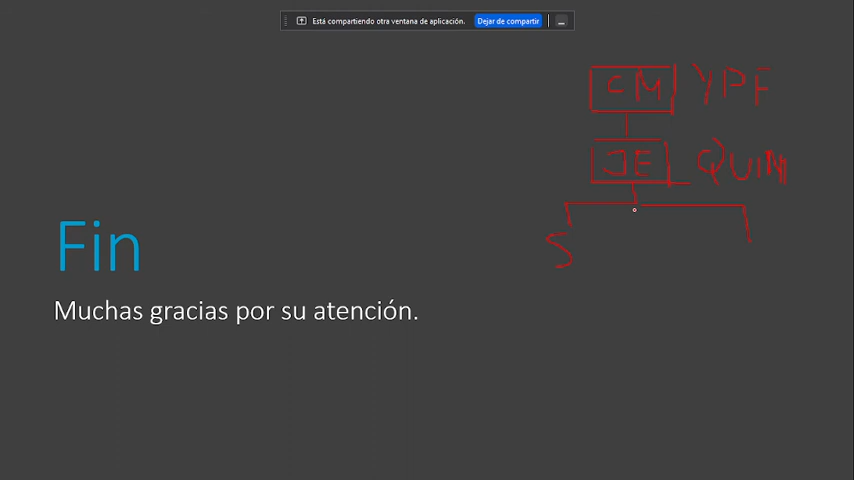 Está compartiendo otra ventana de aplicación. Dejar de compartir
CM YPF
JE QUIM
S
Fin
Muchas gracias por su atención.